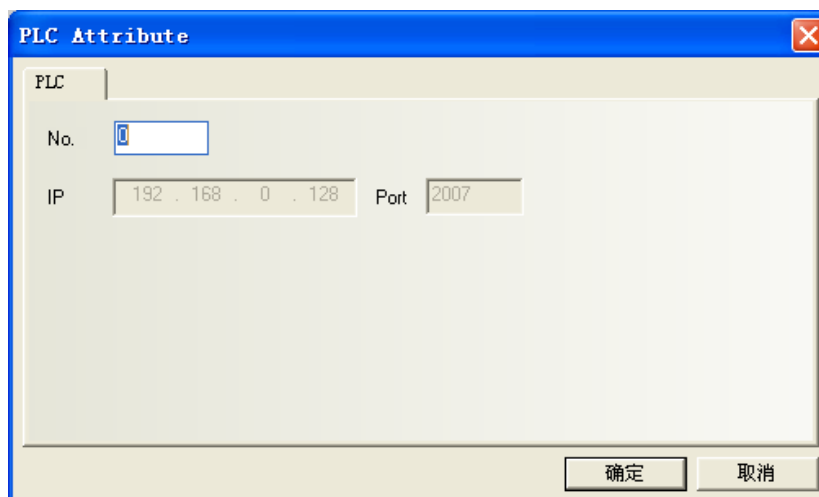 PLC Attribute
PLC
No. 0
IP 192 . 168 . 0 . 128 Port 2007
确定 取消